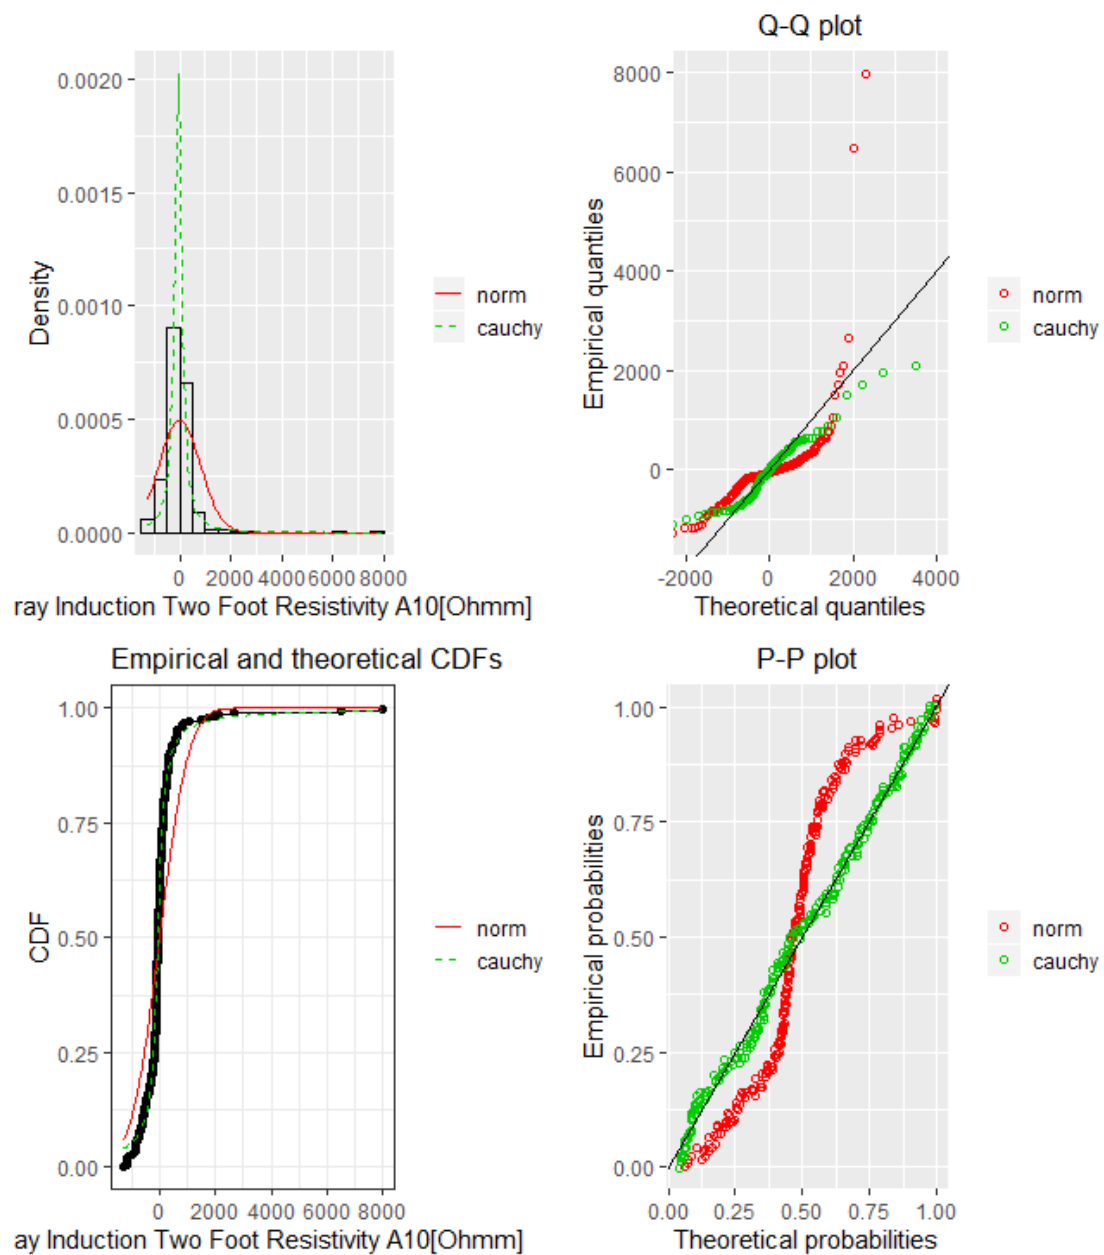 Q-Q plot
0.0020
0.0015
0.0010
0.0005
0.0000
Density
0 2000 4000 6000 8000
ray Induction Two Foot Resistivity A10[Ohmm]
norm
cauchy
8000
6000
4000
2000
0
Empirical quantiles
-2000 0 2000 4000
Theoretical quantiles
norm
cauchy
Empirical and theoretical CDFs
1.00
0.75
0.50
0.25
0.00
CDF
0 2000 4000 6000 8000
ay Induction Two Foot Resistivity A10[Ohmm]
norm
cauchy
P-P plot
1.00
0.75
0.50
0.25
0.00
Empirical probabilities
0.00 0.25 0.50 0.75 1.00
Theoretical probabilities
norm
cauchy